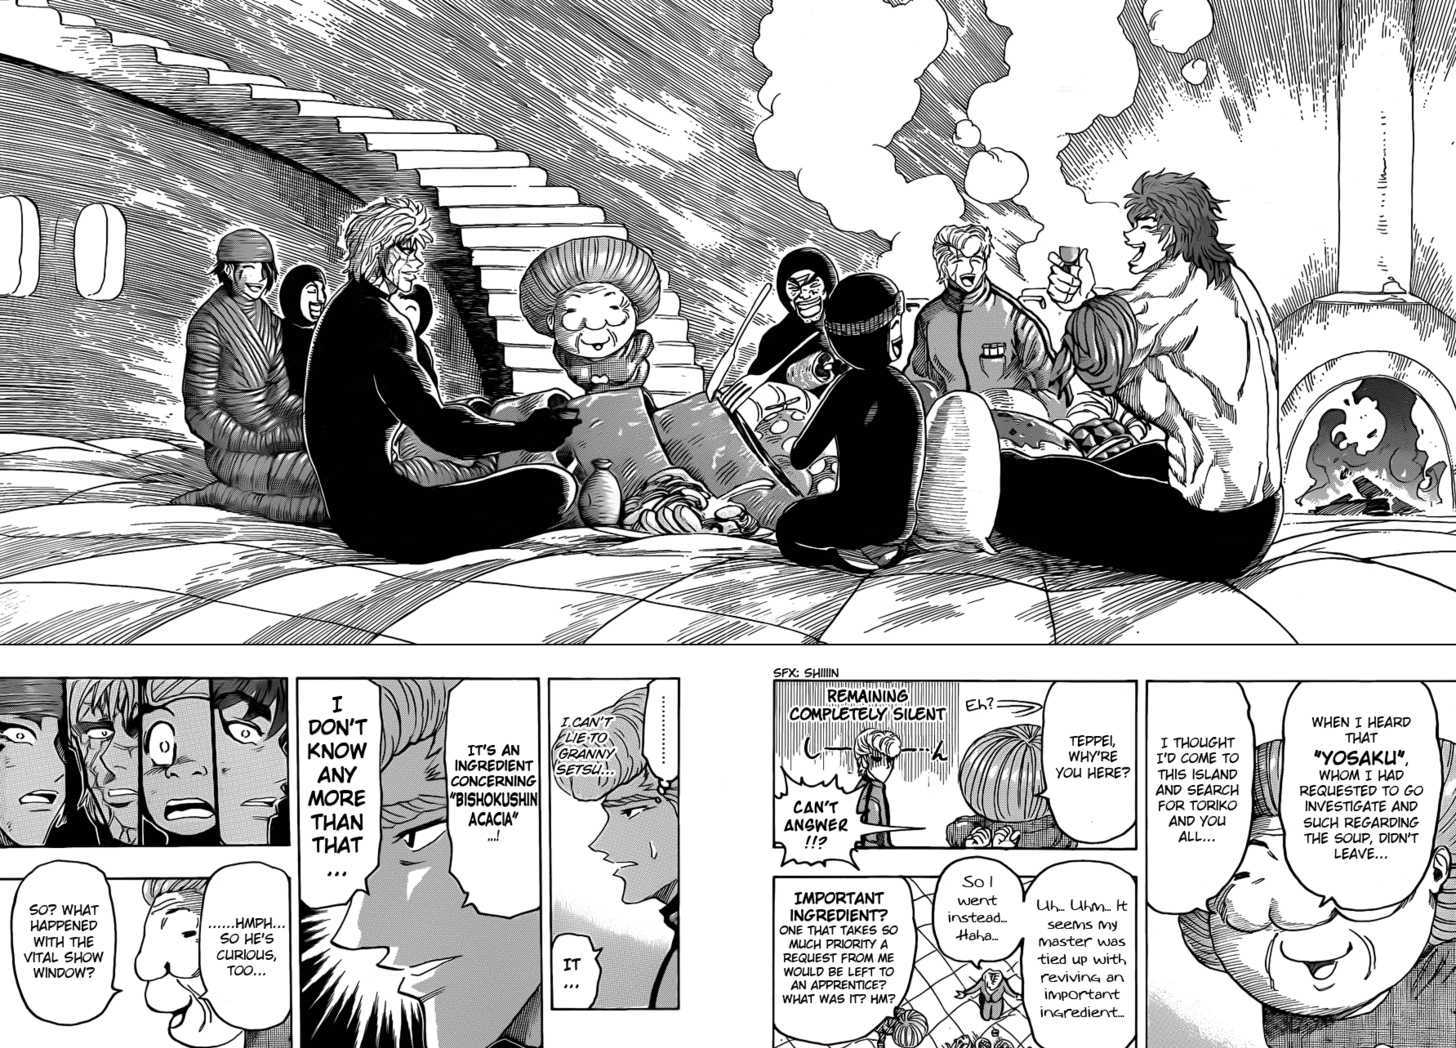 WHEN I HEARD
THAT
"YOSAKU",
WHOM I HAD
REQUESTED TO GO
INVESTIGATE AND
SUCH REGARDING
THE SOUP, DIDN'T
LEAVE...
I THOUGHT
I'D COME TO
THIS ISLAND
AND SEARCH
FOR TORIKO
AND YOU
ALL...
SFX: SHIIIIN
TEPPEI,
WHY'RE
YOU HERE?
Eh?
REMAINING
COMPLETELY SILENT
しーーん
CAN'T
ANSWER
!!?
Uh.. Uhm... It
seems my
master was
tied up with
reviving an
important
ingredient...
So I
went
instead...
Haha...
IMPORTANT
INGREDIENT?
ONE THAT TAKES SO
MUCH PRIORITY A
REQUEST FROM ME
WOULD BE LEFT TO
AN APPRENTICE?
WHAT WAS IT? HM?
..........
I CAN'T
LIE TO
GRANNY
SETSU...
IT
...
IT'S AN
INGREDIENT
CONCERNING
"BISHOKUSHIN
ACACIA"
...!
I
DON'T
KNOW
ANY
MORE
THAN
THAT
...
......HMPH...
SO HE'S
CURIOUS,
TOO...
SO? WHAT
HAPPENED
WITH THE
VITAL SHOW
WINDOW?